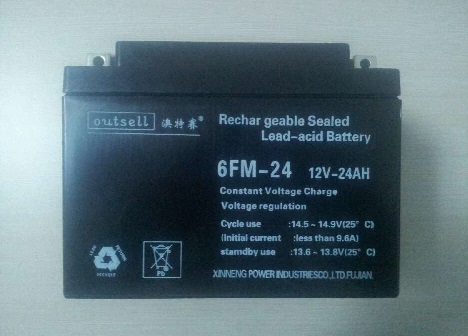 outsell 澳特赛®
Rechar geable Sealed
Lead-acid Battery
6FM-24 12V-24AH
Constant Voltage Charge
Voltage regulation
Cycle use :14.5 ~ 14.9V(25° C)
(Initial current :less than 9.6A)
stamdby use :13.6 ~ 13.8V(25° C)
Pb
XINNENG POWER INDUSTRIESCO.,LTD.FUJIAN.